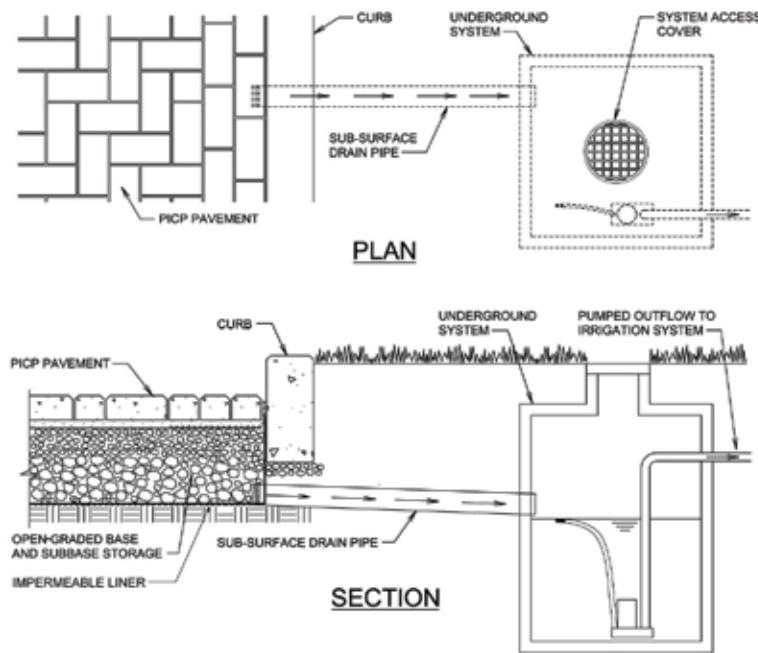 CURB
UNDERGROUND
SYSTEM
SYSTEM ACCESS
COVER
SUB-SURFACE
DRAIN PIPE
PICP PAVEMENT
PLAN
CURB
UNDERGROUND
SYSTEM
PUMPED OUTFLOW TO
IRRIGATION SYSTEM
PICP PAVEMENT
OPEN-GRADED BASE
AND SUBBASE STORAGE
SUB-SURFACE DRAIN PIPE
IMPERMEABLE LINER
SECTION